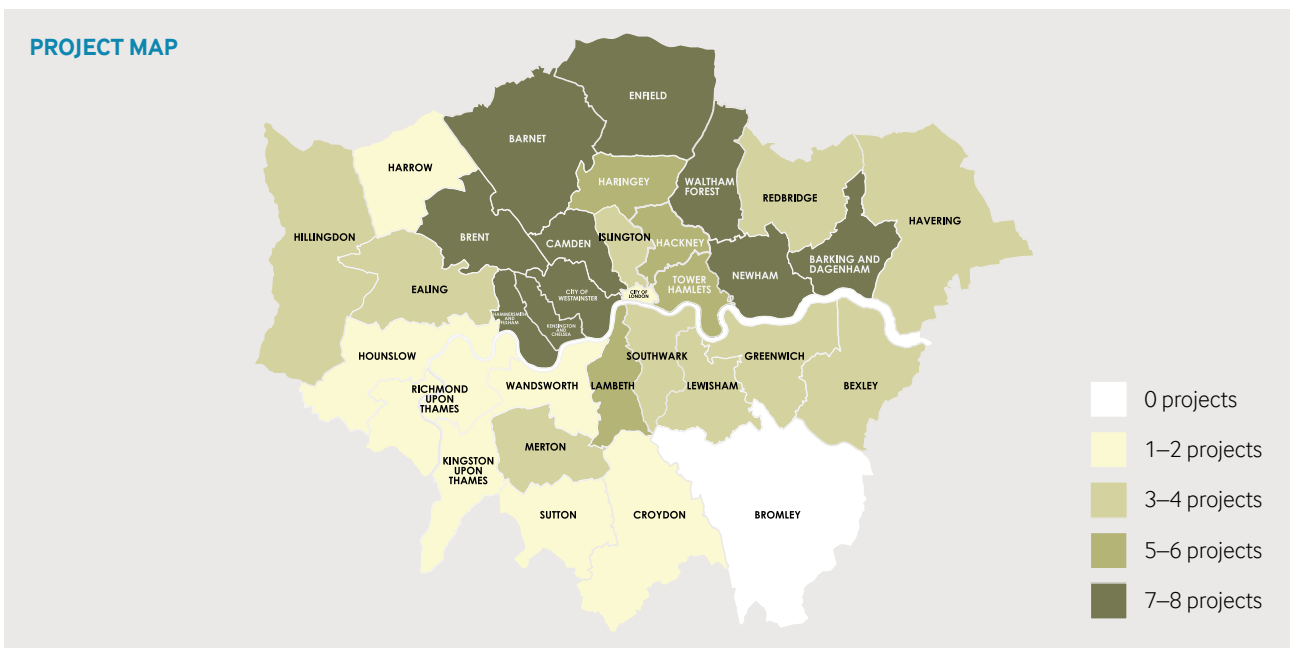 PROJECT MAP
ENFIELD
BARNET
HARROW
HARINGEY
WALTHAM
FOREST
REDBRIDGE
HAVERING
HILLINGDON
BRENT
CAMDEN
ISLINGTON
HACKNEY
NEWHAM
BARKING AND
DAGENHAM
EALING
TOWER
HAMLETS
CITY OF
WESTMINSTER
CITY OF
LONDON
HAMMERSMITH
AND
FULHAM
KENSINGTON
AND
CHELSEA
HOUNSLOW
SOUTHWARK
GREENWICH
RICHMOND
UPON
THAMES
WANDSWORTH
LAMBETH
LEWISHAM
BEXLEY
MERTON
KINGSTON
UPON
THAMES
SUTTON
CROYDON
BROMLEY
0 projects
1–2 projects
3–4 projects
5–6 projects
7–8 projects